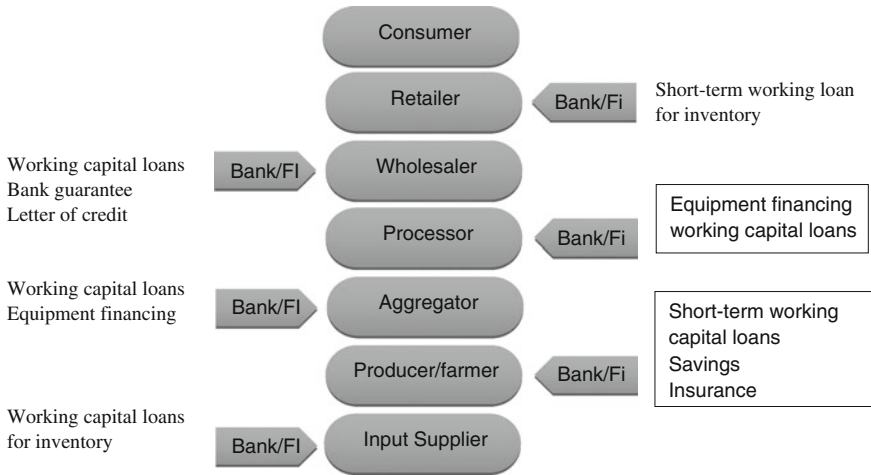 Consumer
Retailer
Bank/Fi
Short-term working loan
for inventory
Working capital loans
Bank guarantee
Letter of credit
Bank/FI
Wholesaler
Processor
Bank/Fi
Equipment financing
working capital loans
Working capital loans
Equipment financing
Bank/FI
Aggregator
Producer/farmer
Bank/Fi
Short-term working
capital loans
Savings
Insurance
Working capital loans
for inventory
Bank/FI
Input Supplier